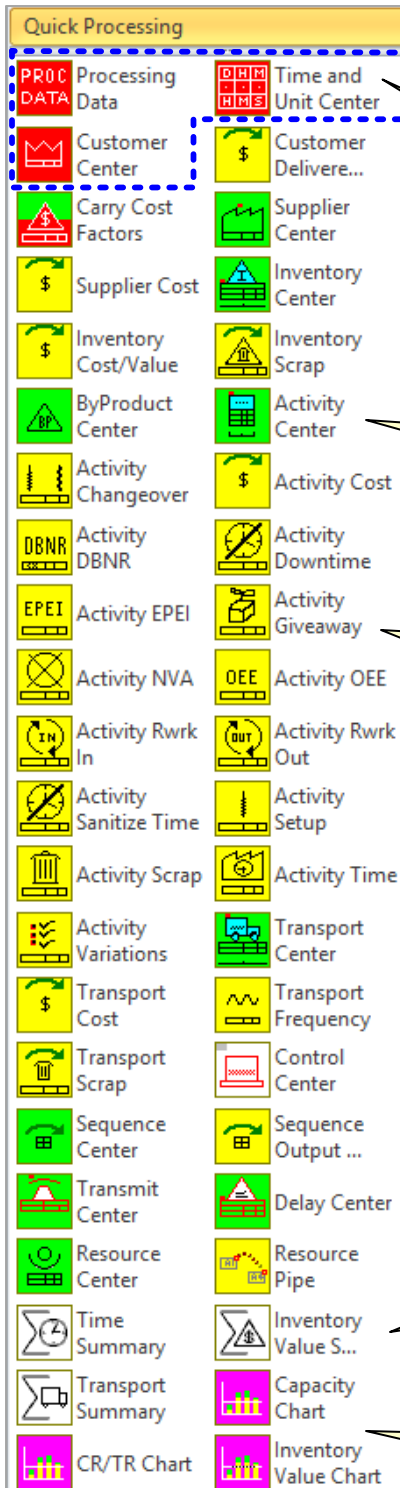 Quick Processing
PROC DATA Processing Data
D H M H M S Time and Unit Center
Customer Center
$ Customer Delivere...
$ Carry Cost Factors
Supplier Center
$ Supplier Cost
I Inventory Center
$ Inventory Cost/Value
Inventory Scrap
BP ByProduct Center
Activity Center
Activity Changeover
$ Activity Cost
DBNR Activity DBNR
Activity Downtime
EPEI Activity EPEI
Activity Giveaway
Activity NVA
OEE Activity OEE
IN Activity Rwrk In
OUT Activity Rwrk Out
Activity Sanitize Time
Activity Setup
Activity Scrap
Activity Time
Activity Variations
Transport Center
$ Transport Cost
Transport Frequency
Transport Scrap
Control Center
Sequence Center
Sequence Output ...
Transmit Center
Delay Center
Resource Center
Resource Pipe
Time Summary
$ Inventory Value S...
Transport Summary
Capacity Chart
CR/TR Chart
Inventory Value Chart